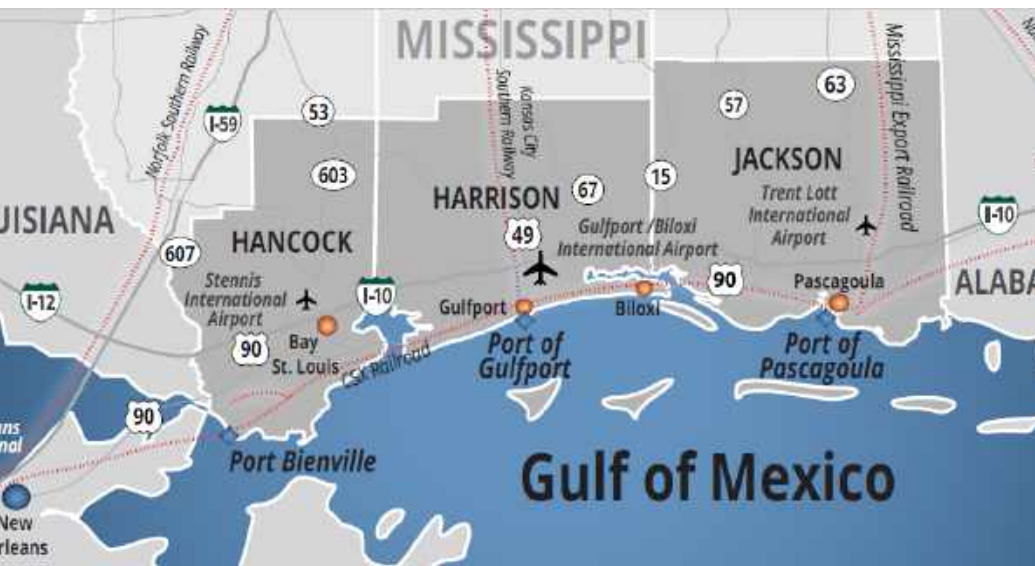 MISSISSIPPI
Norfolk Southern Railway
I-59
53
Kansas City
Southern Railway
57
63
Mississippi Export Railroad
603
HARRISON
67
15
JACKSON
Trent Lott
International
Airport
I-10
UISIANA
607
HANCOCK
49
Gulfport /Biloxi
International Airport
Stennis
International
Airport
I-12
I-10
90
Pascagoula
ALABA
Gulfport
Biloxi
90
Bay
St. Louis
CSX Railroad
Port of
Gulfport
Port of
Pascagoula
90
Port Bienville
Gulf of Mexico
ans
nal
New
rleans